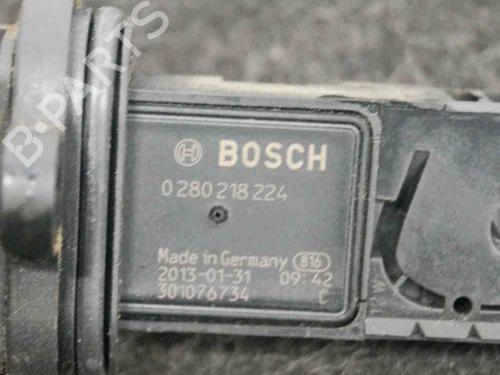 B-PARTS
BOSCH
0 280 218 224
Made in Germany 816
2013-01-31 09:42
301076734 C
W